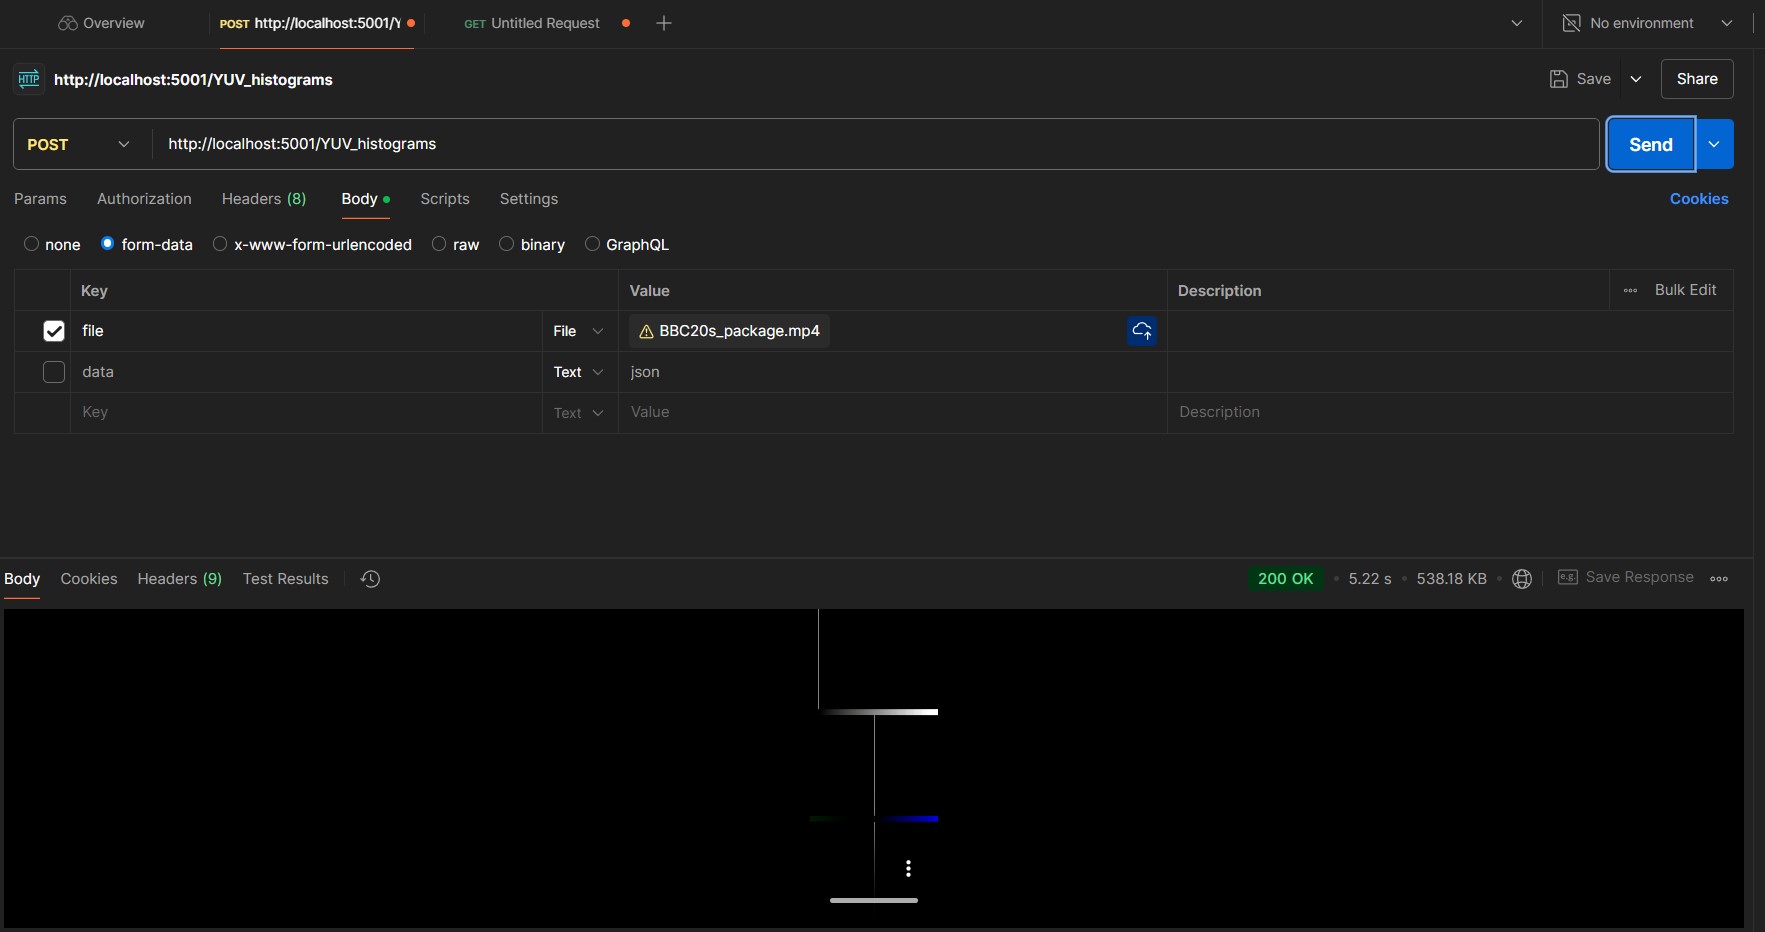 Overview
POST http://localhost:5001/Y
GET Untitled Request
No environment
HTTP http://localhost:5001/YUV_histograms
Save
Share
POST http://localhost:5001/YUV_histograms
Send
Params Authorization Headers (8) Body Scripts Settings Cookies
none form-data x-www-form-urlencoded raw binary GraphQL
Key Value Description Bulk Edit
file File BBC20s_package.mp4
data Text json
Key Text Value Description
Body Cookies Headers (9) Test Results 200 OK 5.22 s 538.18 KB e.g. Save Response